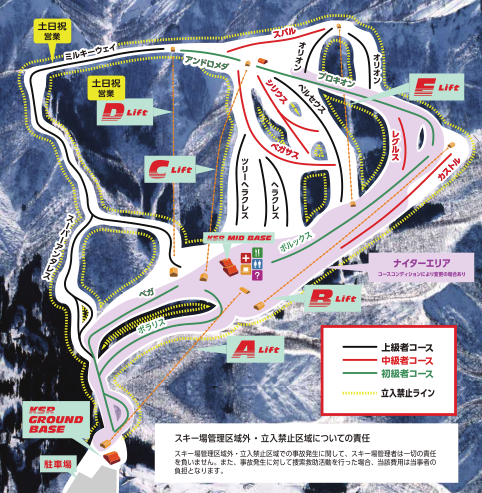 土日祝
営業
ミルキーウェイ
スバル
アンドロメダ
オリオン
オリオン
プロキオン
土日祝
営業
D Lift
E Lift
シリウス
ペルセウス
レグルス
カストル
ペガサス
C Lift
ツリーヘラクレス
ヘラクレス
スーパーアンタレス
KSR MID BASE
ポルックス
ナイターエリア
コースコンディションにより変更の場合あり
ベガ
B Lift
ポラリス
A Lift
上級者コース
中級者コース
初級者コース
立入禁止ライン
KSR
GROUND
BASE
駐車場
スキー場管理区域外・立入禁止区域についての責任
スキー場管理区域外・立入禁止区域での事故発生に関して、スキー場管理者は一切の責任
を負いません。また、事故発生に対して捜索救助活動を行った場合、当該費用は当事者の
負担となります。